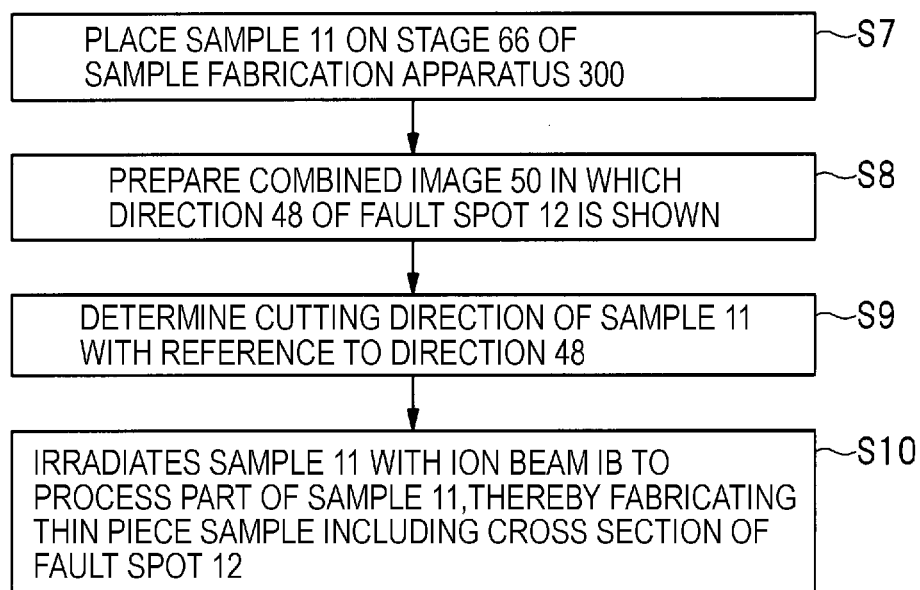 PLACE SAMPLE 11 ON STAGE 66 OF
SAMPLE FABRICATION APPARATUS 300
S7
PREPARE COMBINED IMAGE 50 IN WHICH
DIRECTION 48 OF FAULT SPOT 12 IS SHOWN
S8
DETERMINE CUTTING DIRECTION OF SAMPLE 11
WITH REFERENCE TO DIRECTION 48
S9
IRRADIATES SAMPLE 11 WITH ION BEAM IB TO
PROCESS PART OF SAMPLE 11,THEREBY FABRICATING
THIN PIECE SAMPLE INCLUDING CROSS SECTION OF
FAULT SPOT 12
S10